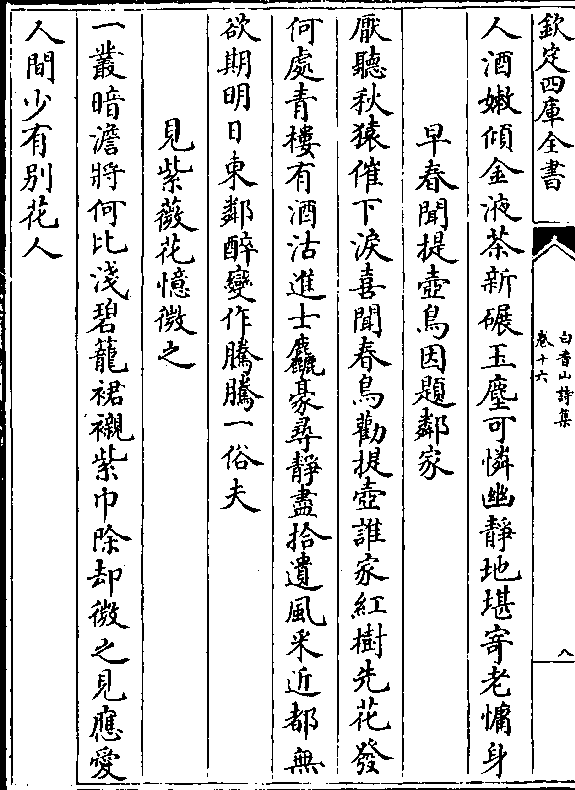 欽定四庫全書
白香山詩集
卷十六
八
人酒嫩傾金液茶新碾玉塵可憐幽靜地堪寄老慵身
早春聞提壺鳥因題鄰家
厭聽秋猿催下淚喜聞春鳥勸提壺誰家紅樹先花發
何處青樓有酒沽進士麤豪尋靜盡拾遺風采近都無
欲期明日東鄰醉變作騰騰一俗夫
見紫薇花憶微之
一叢暗澹將何比淺碧籠裙襯紫巾除却微之見應愛
人間少有别花人